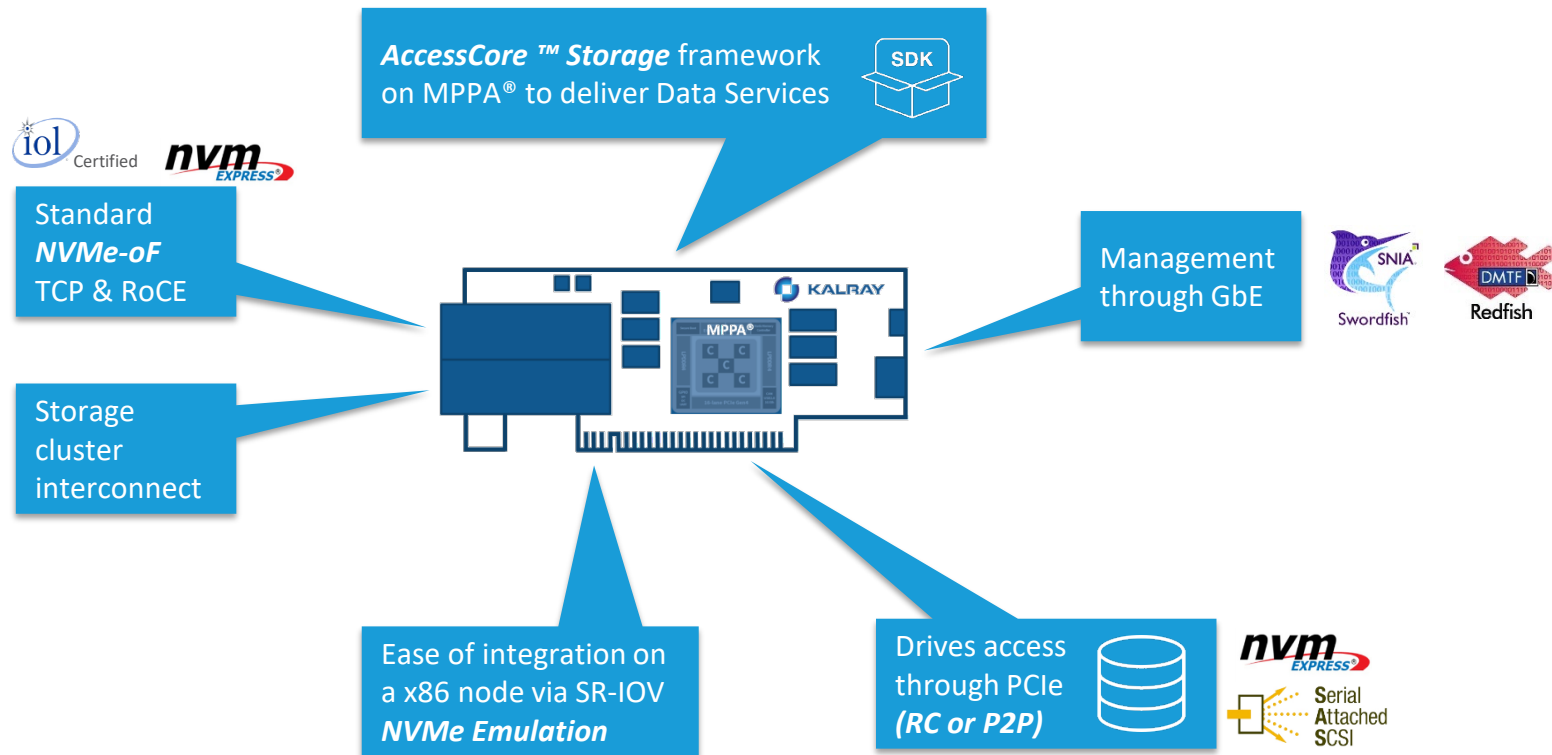 AccessCore ™ Storage framework
on MPPA® to deliver Data Services
SDK
iol Certified
nvm
EXPRESS®
Standard
NVMe-oF
TCP & RoCE
Storage
cluster
interconnect
KALRAY
MPPA®
C C
C
C C
Management
through GbE
SNIA
Swordfish™
DMTF
Redfish
Ease of integration on
a x86 node via SR-IOV
NVMe Emulation
Drives access
through PCIe
(RC or P2P)
nvm
EXPRESS®
Serial
Attached
SCSI